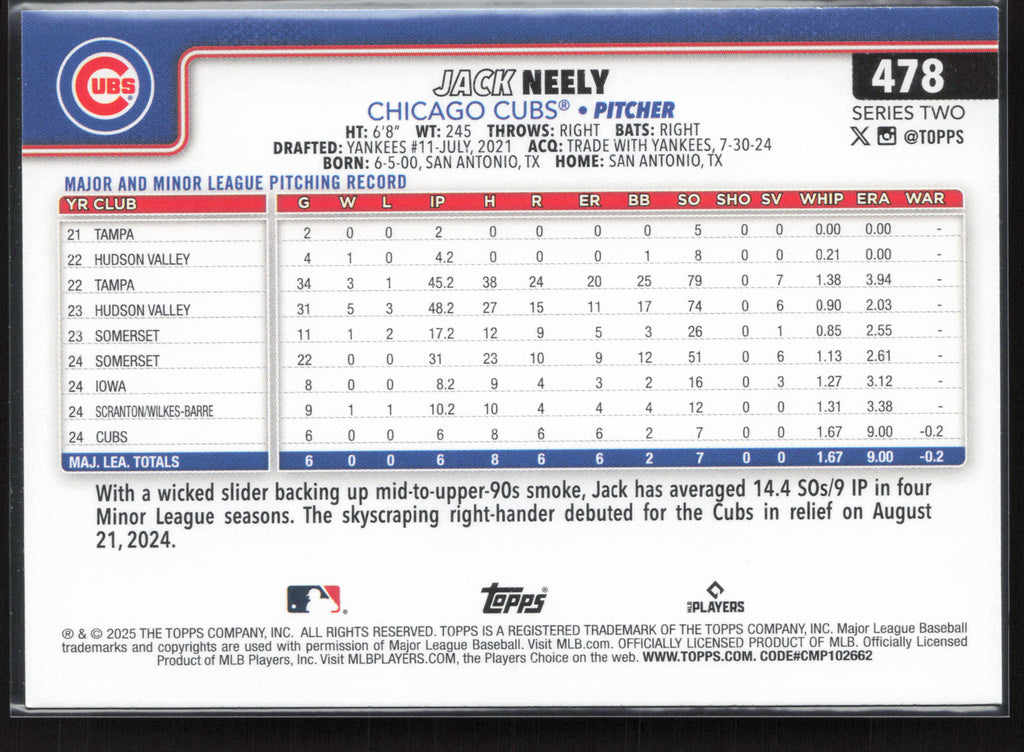 CUBS®
JACK NEELY
478
CHICAGO CUBS® • PITCHER
SERIES TWO
HT: 6'8" WT: 245 THROWS: RIGHT BATS: RIGHT
@TOPPS
DRAFTED: YANKEES #11-JULY, 2021 ACQ: TRADE WITH YANKEES, 7-30-24
BORN: 6-5-00, SAN ANTONIO, TX HOME: SAN ANTONIO, TX
MAJOR AND MINOR LEAGUE PITCHING RECORD
YR CLUB G W L IP H R ER BB SO SHO SV WHIP ERA WAR
21 TAMPA 2 0 0 2 0 0 0 0 5 0 0 0.00 0.00 -
22 HUDSON VALLEY 4 1 0 4.2 0 0 0 1 8 0 0 0.21 0.00 -
22 TAMPA 34 3 1 45.2 38 24 20 25 79 0 7 1.38 3.94 -
23 HUDSON VALLEY 31 5 3 48.2 27 15 11 17 74 0 6 0.90 2.03 -
23 SOMERSET 11 1 2 17.2 12 9 5 3 26 0 1 0.85 2.55 -
24 SOMERSET 22 0 0 31 23 10 9 12 51 0 6 1.13 2.61 -
24 IOWA 8 0 0 8.2 9 4 3 2 16 0 3 1.27 3.12 -
24 SCRANTON/WILKES-BARRE 9 1 1 10.2 10 4 4 4 12 0 0 1.31 3.38 -
24 CUBS 6 0 0 6 8 6 6 2 7 0 0 1.67 9.00 -0.2
MAJ. LEA. TOTALS 6 0 0 6 8 6 6 2 7 0 0 1.67 9.00 -0.2
With a wicked slider backing up mid-to-upper-90s smoke, Jack has averaged 14.4 SOs/9 IP in four
Minor League seasons. The skyscraping right-hander debuted for the Cubs in relief on August
21, 2024.
Topps®
MLB PLAYERS
® & © 2025 THE TOPPS COMPANY, INC. ALL RIGHTS RESERVED. TOPPS IS A REGISTERED TRADEMARK OF THE TOPPS COMPANY, INC. Major League Baseball
trademarks and copyrights are used with permission of Major League Baseball. Visit MLB.com. OFFICIALLY LICENSED PRODUCT OF MLB. Officially Licensed
Product of MLB Players, Inc. Visit MLBPLAYERS.COM, the Players Choice on the web. WWW.TOPPS.COM. CODE#CMP102662